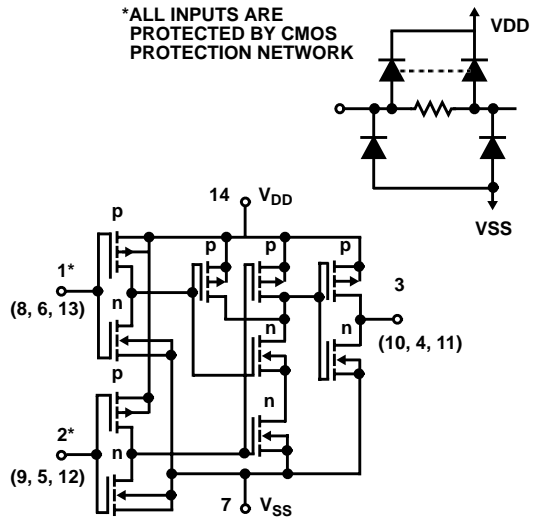 *ALL INPUTS ARE
PROTECTED BY CMOS
PROTECTION NETWORK
VDD
VSS
14 VDD
p
p p p
1*
(8, 6, 13)
n
3
n n
(10, 4, 11)
p
n
2*
(9, 5, 12)
n
7 VSS